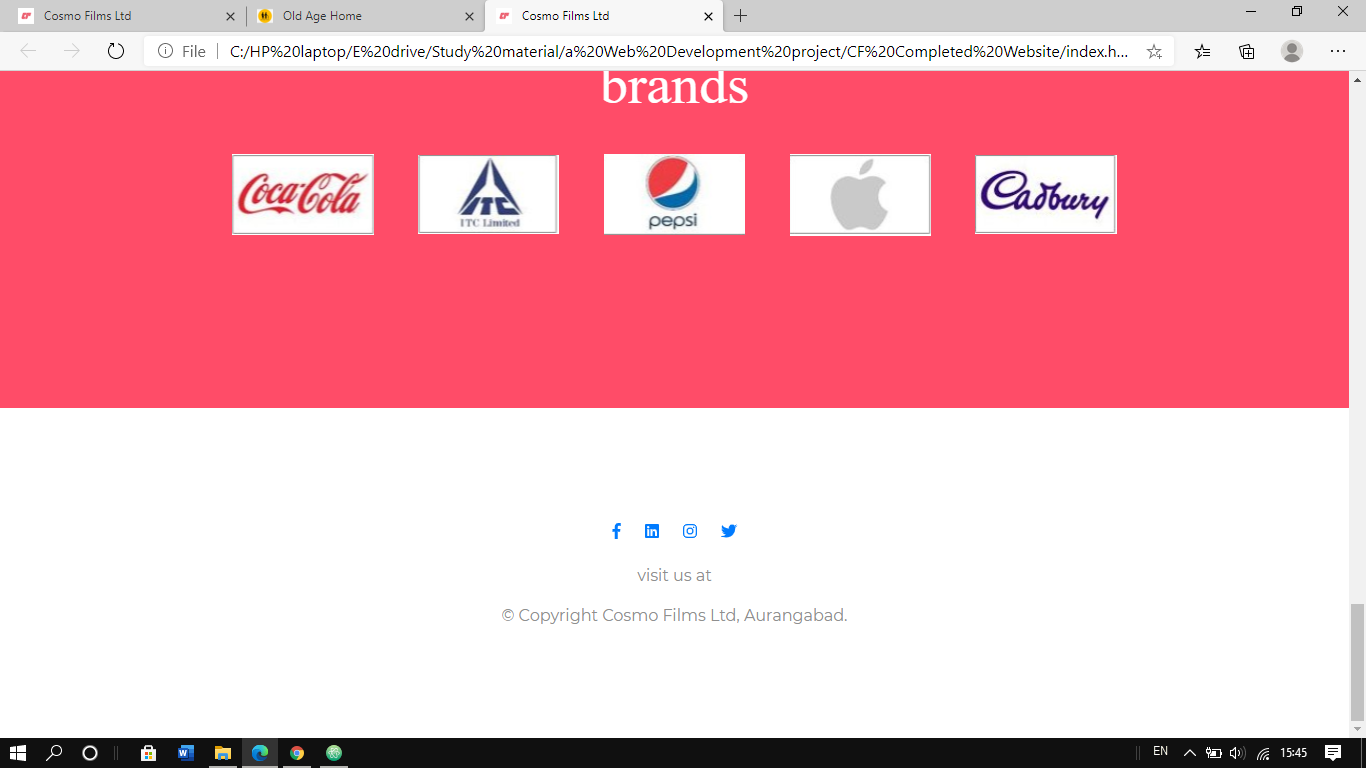 Cosmo Films Ltd
Old Age Home
Cosmo Films Ltd
File
C:/HP%20laptop/E%20drive/Study%20material/a%20Web%20Development%20project/CF%20Completed%20Website/index.h...
brands
Coca-Cola
ITC
ITC Limited
pepsi
Cadbury
visit us at
© Copyright Cosmo Films Ltd, Aurangabad.
EN
15:45